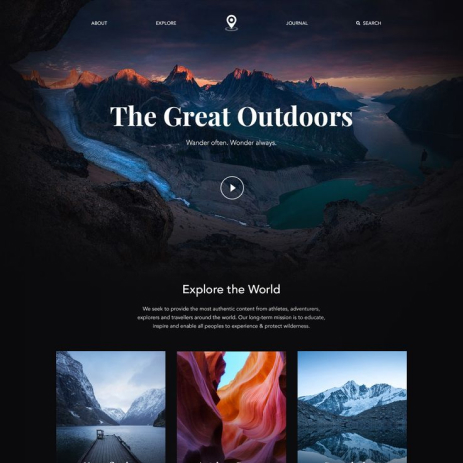 ABOUT EXPLORE JOURNAL SEARCH
The Great Outdoors
Wander often. Wonder always.
Explore the World
We seek to provide the most authentic content from athletes, adventurers,
explorers and travellers around the world. Our long-term mission is to educate,
inspire and enable all peoples to experience & protect wilderness.